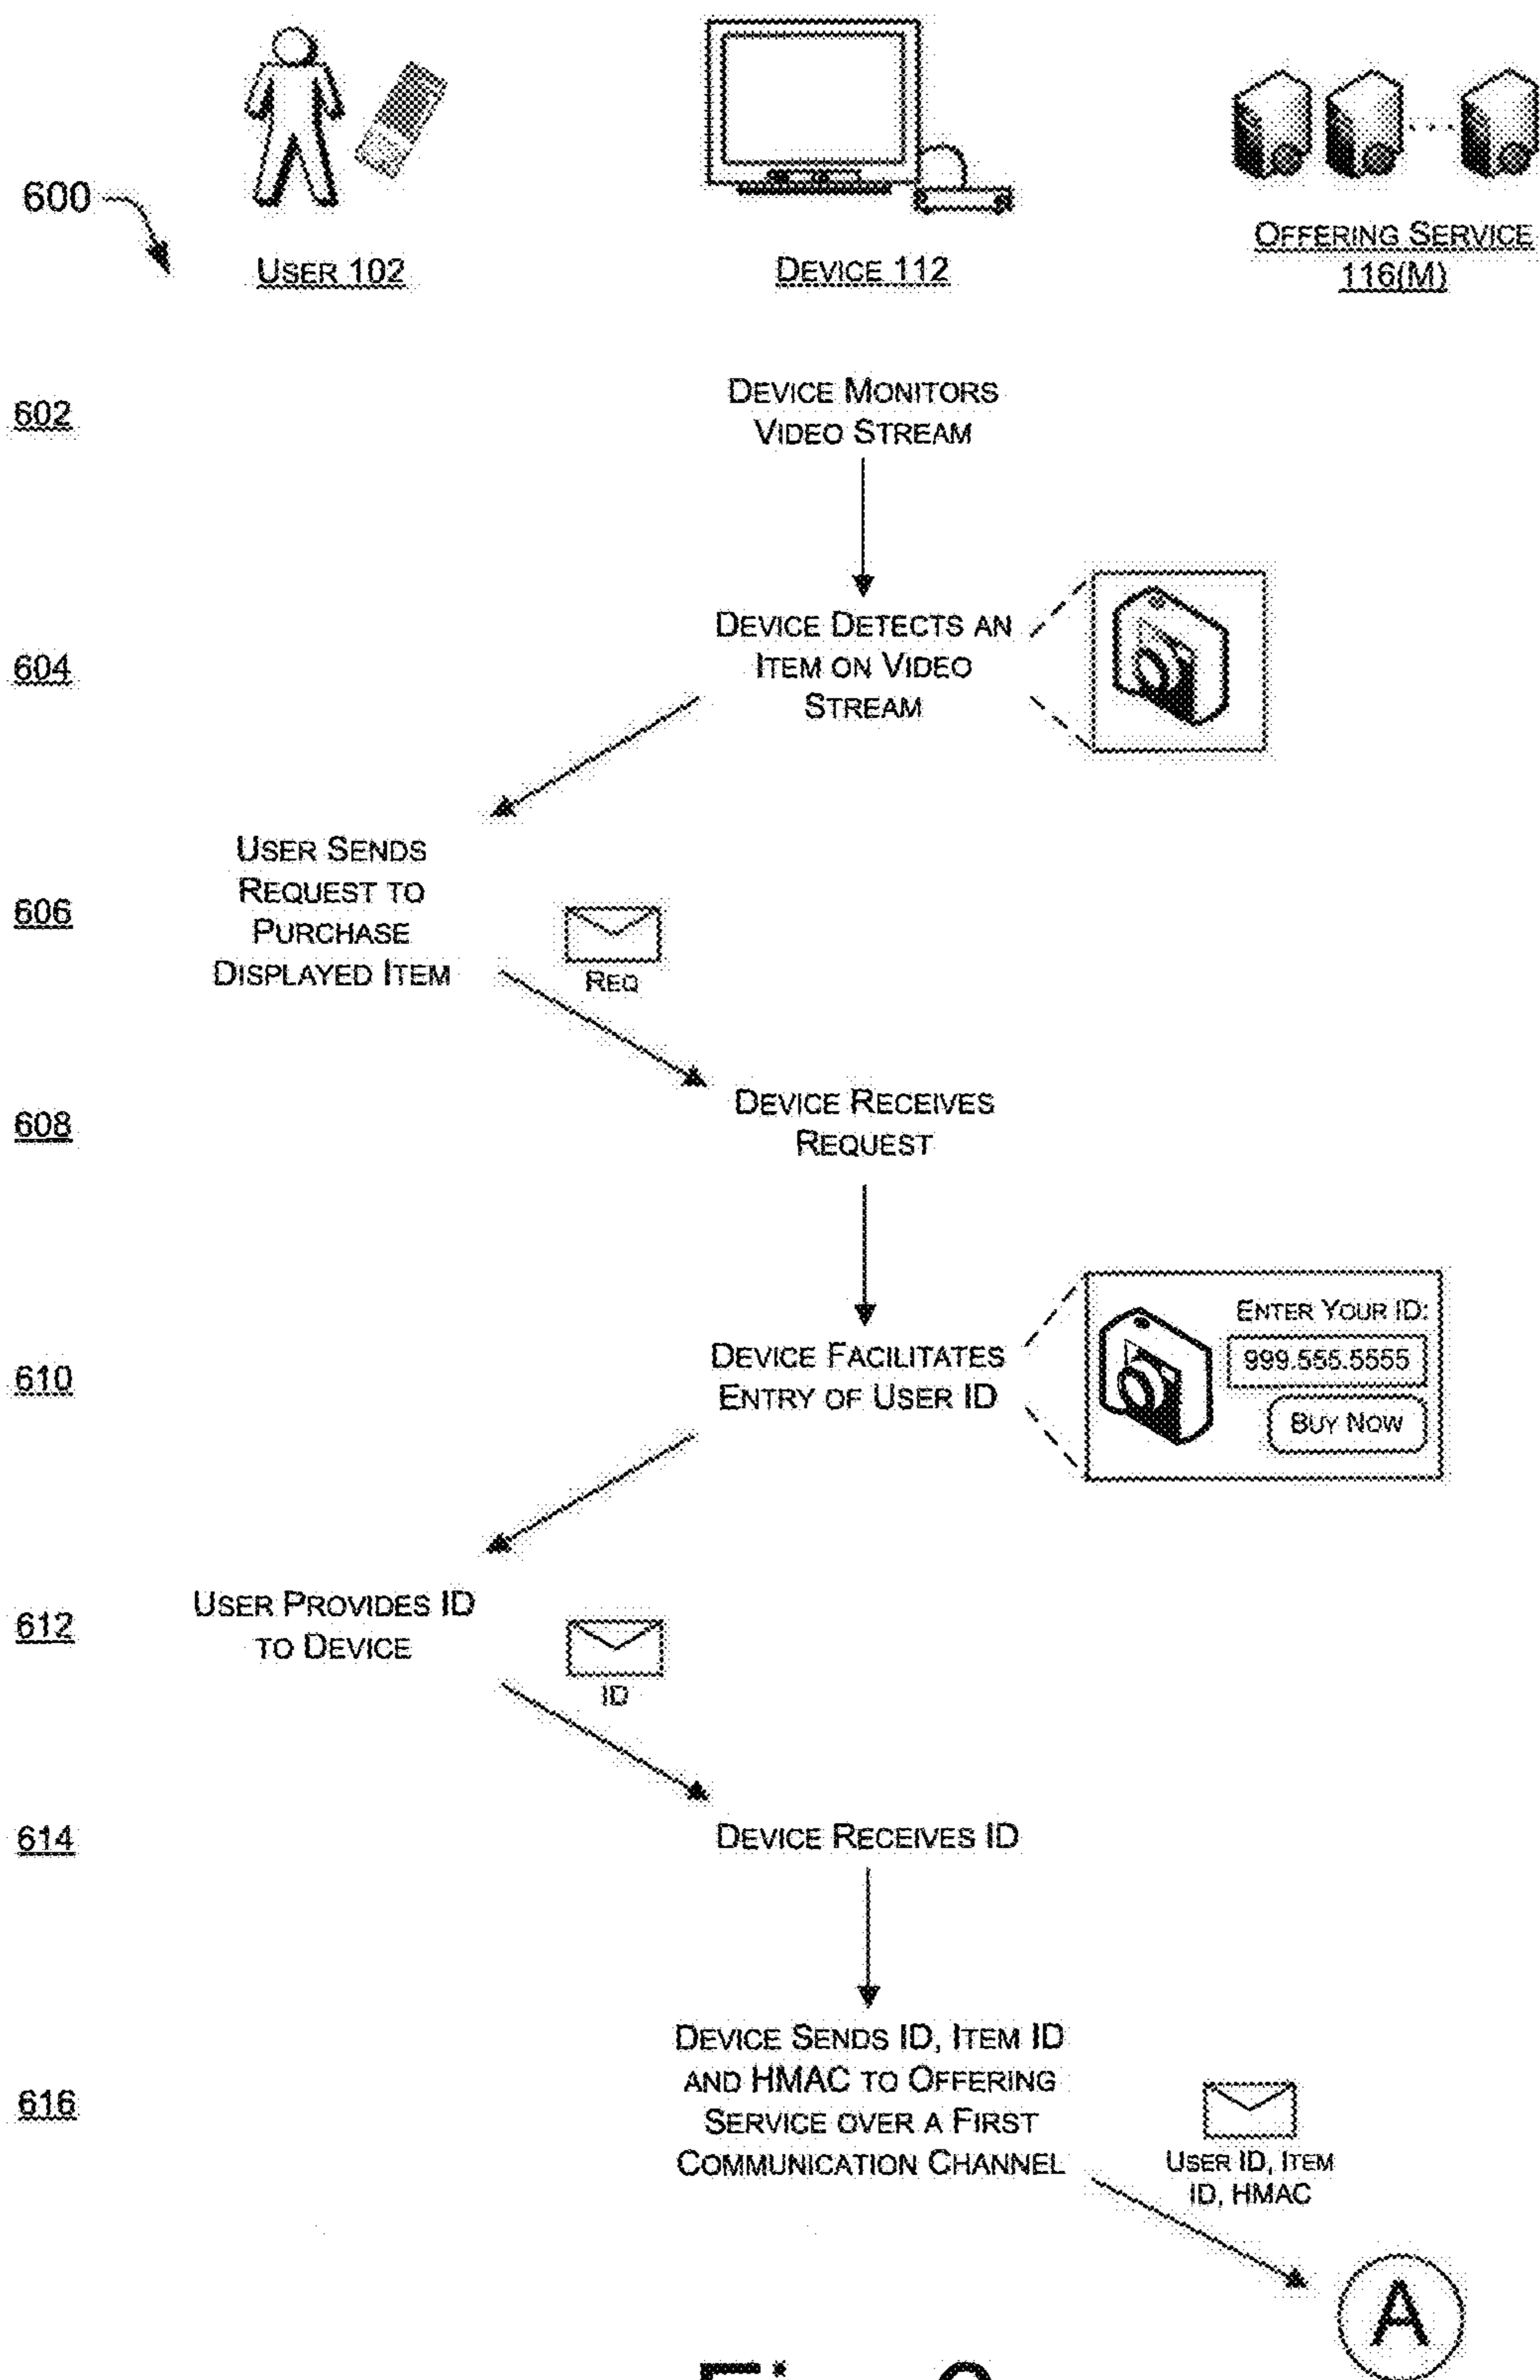 600
USER 102
DEVICE 112
OFFERING SERVICE
116(M)
602
DEVICE MONITORS
VIDEO STREAM
604
DEVICE DETECTS AN
ITEM ON VIDEO
STREAM
606
USER SENDS
REQUEST TO
PURCHASE
DISPLAYED ITEM
REQ
608
DEVICE RECEIVES
REQUEST
610
DEVICE FACILITATES
ENTRY OF USER ID
ENTER YOUR ID:
999.555.5555
BUY NOW
612
USER PROVIDES ID
TO DEVICE
ID
614
DEVICE RECEIVES ID
616
DEVICE SENDS ID, ITEM ID
AND HMAC TO OFFERING
SERVICE OVER A FIRST
COMMUNICATION CHANNEL
USER ID, ITEM
ID, HMAC
A